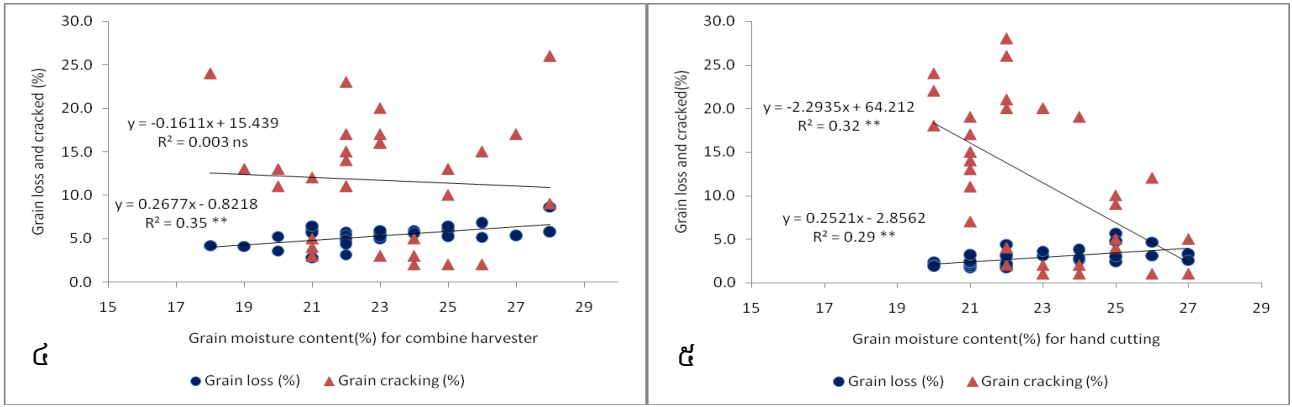 30.0
25.0
20.0
15.0
10.0
5.0
0.0
Grain loss and cracked (%)
y = -0.1611x + 15.439
R² = 0.003 ns
y = 0.2677x - 0.8218
R² = 0.35 **
15 17 19 21 23 25 27 29
Grain moisture content(%) for combine harvester
៤
Grain loss (%) Grain cracking (%)
30.0
25.0
20.0
15.0
10.0
5.0
0.0
Grain loss and cracked(%)
y = -2.2935x + 64.212
R² = 0.32 **
y = 0.2521x - 2.8562
R² = 0.29 **
15 17 19 21 23 25 27 29
Grain moisture content(%) for hand cutting
៥
Grain loss (%) Grain cracking (%)